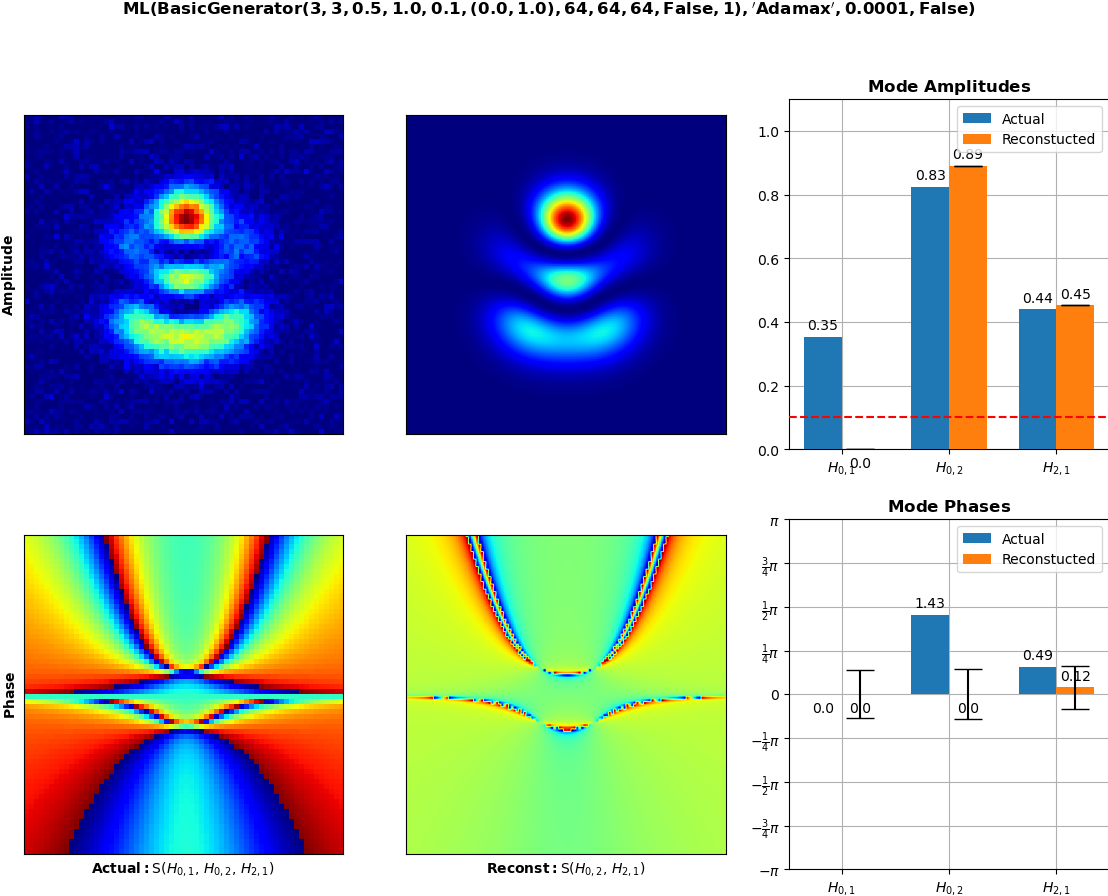 ML(BasicGenerator(3, 3, 0.5, 1.0, 0.1, (0.0, 1.0), 64, 64, 64, False, 1), 'Adamax', 0.0001, False)
Amplitude
Mode Amplitudes
Actual
Reconstucted
1.0
0.8
0.6
0.4
0.2
0.0
0.35
0.0
0.83
0.89
0.44
0.45
H₀,₁
H₀,₂
H₂,₁
Phase
Actual: S(H₀,₁, H₀,₂, H₂,₁)
Reconst: S(H₀,₂, H₂,₁)
Mode Phases
Actual
Reconstucted
π
3/4π
1/2π
1/4π
0
−1/4π
−1/2π
−3/4π
−π
0.0
0.0
1.43
0.0
0.49
0.12
H₀,₁
H₀,₂
H₂,₁